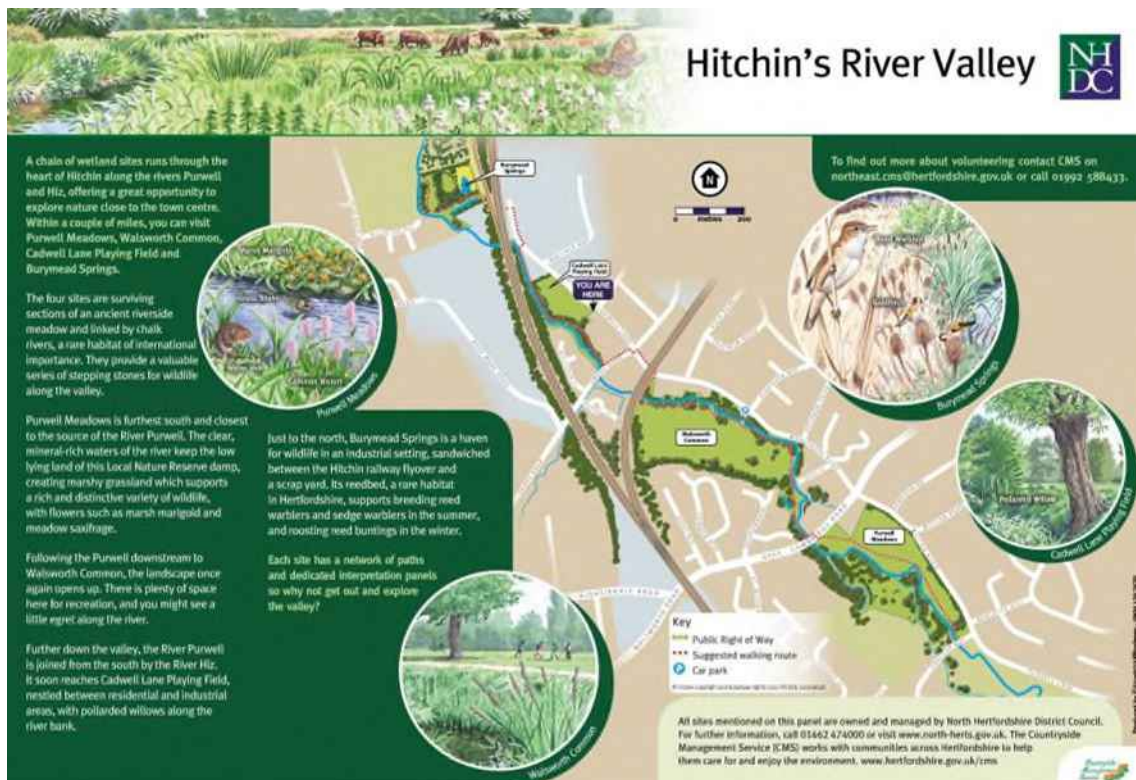 Hitchin's River Valley
NH
DC
A chain of wetland sites runs through the
heart of Hitchin along the rivers Purwell
and Hiz, offering a great opportunity to
explore nature close to the town centre.
Within a couple of miles, you can visit
Purwell Meadows, Walsworth Common,
Cadwell Lane Playing Field and
Burymead Springs.
The four sites are surviving
sections of an ancient riverside
meadow and linked by chalk
rivers, a rare habitat of international
importance. They provide a valuable
series of stepping stones for wildlife
along the valley.
Purwell Meadows is furthest south and closest
to the source of the River Purwell. The clear,
mineral-rich waters of the river keep the low
lying land of this Local Nature Reserve damp,
creating marshy grassland which supports
a rich and distinctive variety of wildlife,
with flowers such as marsh marigold and
meadow saxifrage.
Following the Purwell downstream to
Walsworth Common, the landscape once
again opens up. There is plenty of space
here for recreation, and you might see a
little egret along the river.
Further down the valley, the River Purwell
is joined from the south by the River Hiz.
It soon reaches Cadwell Lane Playing Field,
nestled between residential and industrial
areas, with pollarded willows along the
river bank.
Marsh Marigold
Water Vole
Common Bistort
Purwell Meadows
Just to the north, Burymead Springs is a haven
for wildlife in an industrial setting, sandwiched
between the Hitchin railway flyover and
a scrap yard. Its reedbed, a rare habitat
in Hertfordshire, supports breeding reed
warblers and sedge warblers in the summer,
and roosting reed buntings in the winter.
Each site has a network of paths
and dedicated interpretation panels
so why not get out and explore
the valley?
Walsworth Common
Burymead
Springs
N
0 metres 200
Cadwell Lane
Playing Field
YOU ARE
HERE
Walsworth
Common
Purwell
Meadows
To find out more about volunteering contact CMS on
northeast.cms@hertfordshire.gov.uk or call 01992 588433.
Reed Warbler
Goldfinch
Burymead Springs
Pollarded Willow
Cadwell Lane Playing Field
Key
Public Right of Way
Suggested walking route
P Car park
All sites mentioned on this panel are owned and managed by North Hertfordshire District Council.
For further information, call 01462 474000 or visit www.north-herts.gov.uk. The Countryside
Management Service (CMS) works with communities across Hertfordshire to help
them care for and enjoy the environment. www.hertfordshire.gov.uk/cms
Countryside
Management
Service